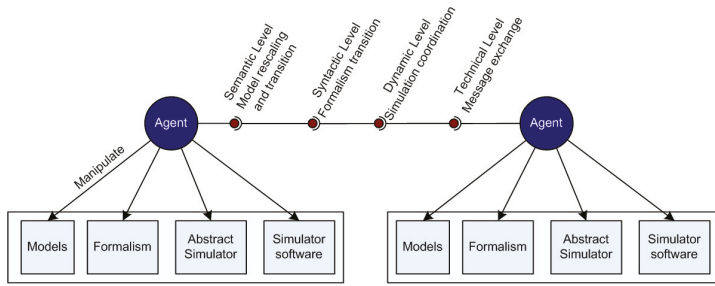 Semantic Level
Model rescaling
and transition
Syntactic Level
Formalism transition
Dynamic Level
Simulation coordination
Technical Level
Message exchange
Agent
Agent
Manipulate
Models
Formalism
Abstract
Simulator
Simulator
software
Models
Formalism
Abstract
Simulator
Simulator
software